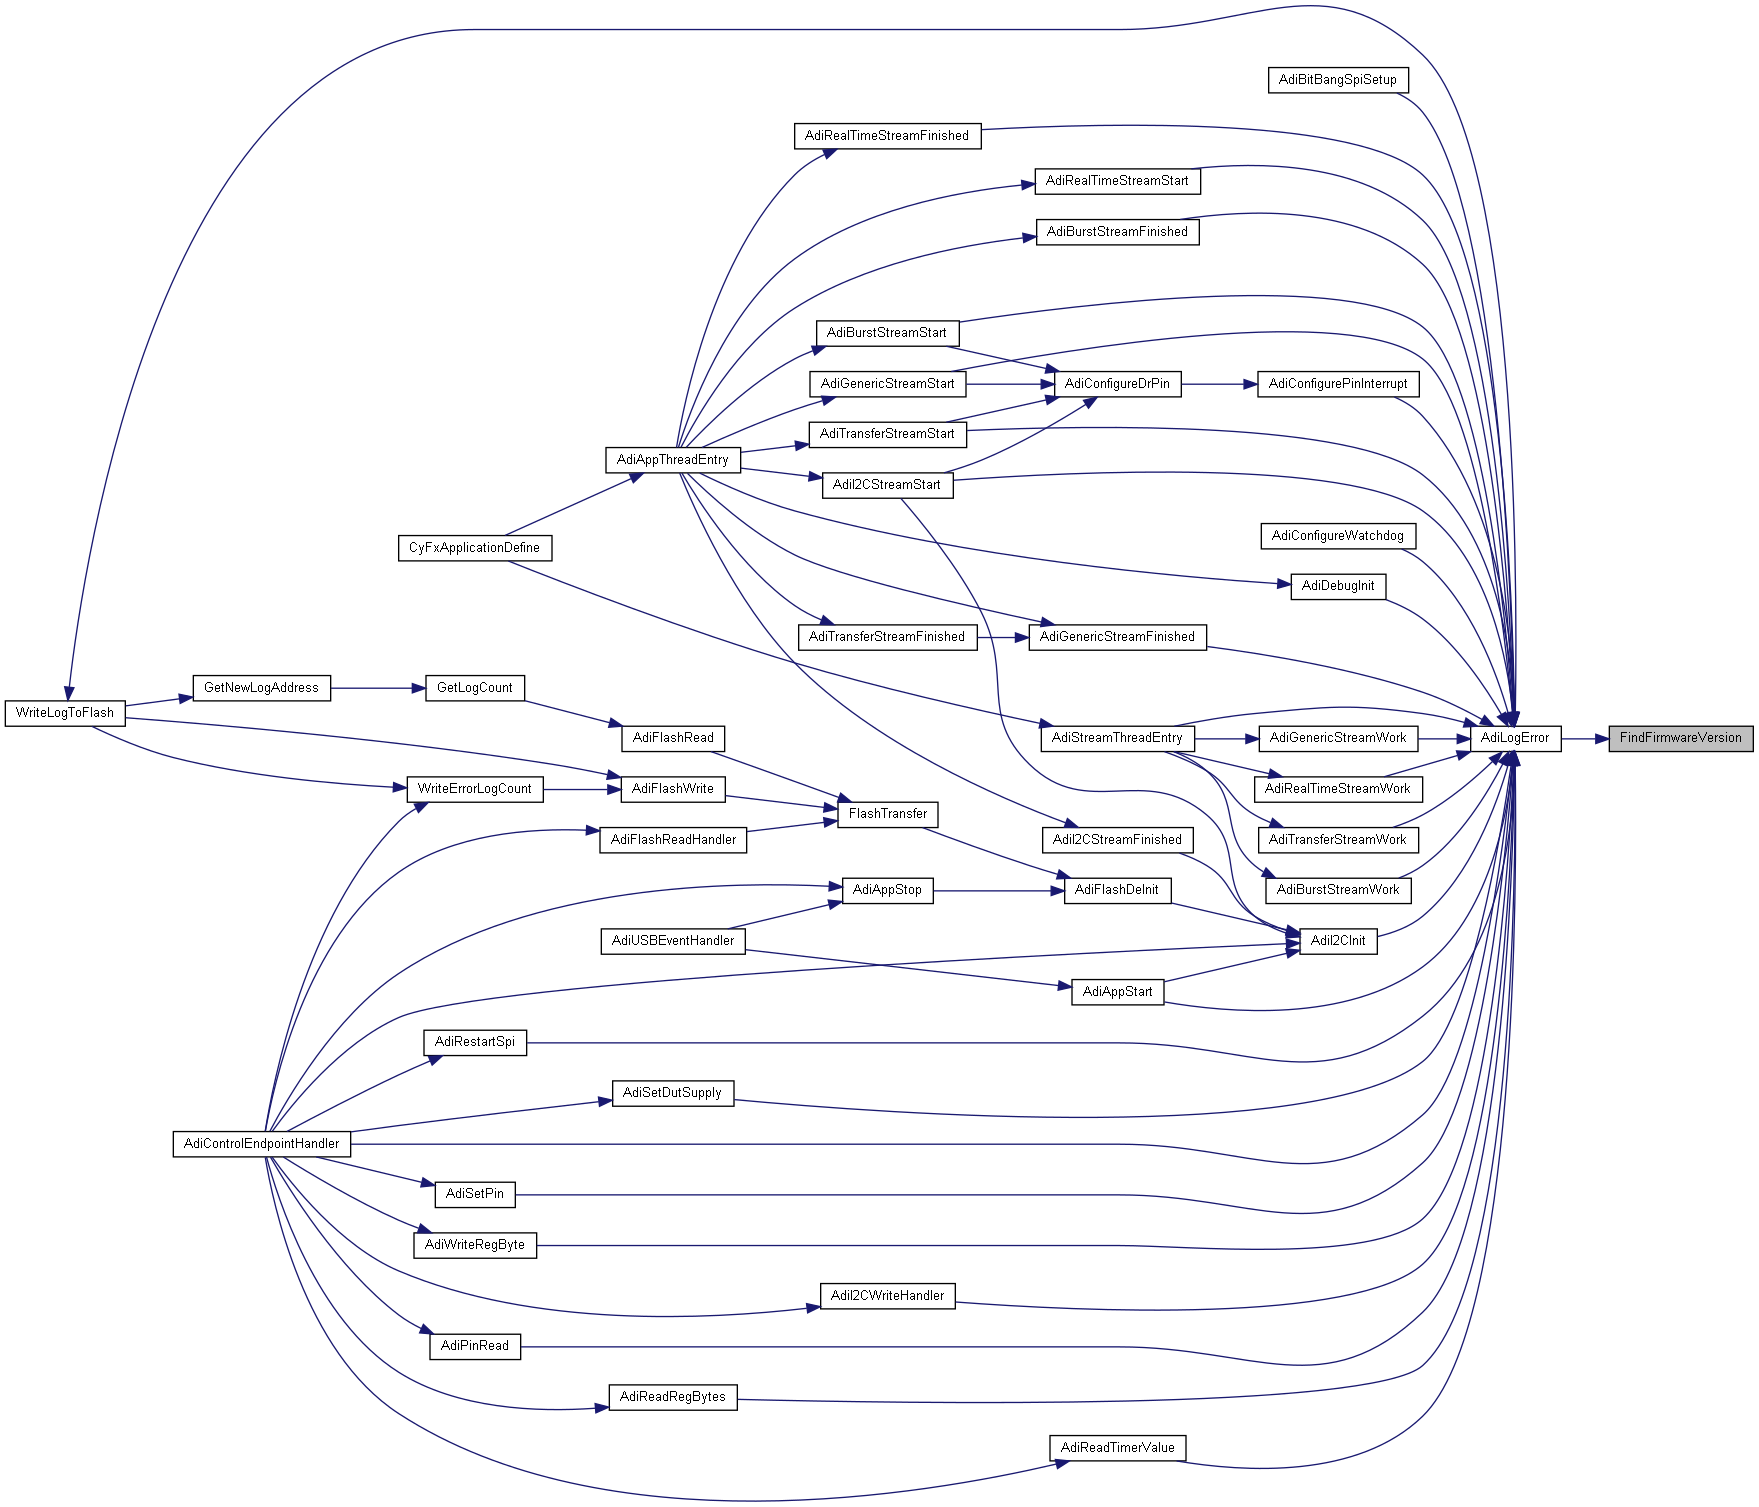 AdiBitBangSpiSetup
AdiRealTimeStreamFinished
AdiRealTimeStreamStart
AdiBurstStreamFinished
AdiBurstStreamStart
AdiGenericStreamStart
AdiConfigureDrPin
AdiConfigurePinInterrupt
AdiTransferStreamStart
AdiAppThreadEntry
AdiI2CStreamStart
AdiConfigureWatchdog
CyFxApplicationDefine
AdiDebugInit
AdiTransferStreamFinished
AdiGenericStreamFinished
GetNewLogAddress
GetLogCount
WriteLogToFlash
AdiFlashRead
AdiStreamThreadEntry
AdiGenericStreamWork
AdiLogError
FindFirmwareVersion
WriteErrorLogCount
AdiFlashWrite
AdiRealTimeStreamWork
FlashTransfer
AdiFlashReadHandler
AdiI2CStreamFinished
AdiTransferStreamWork
AdiAppStop
AdiFlashDeInit
AdiBurstStreamWork
AdiUSBEventHandler
AdiI2CInit
AdiAppStart
AdiRestartSpi
AdiSetDutSupply
AdiControlEndpointHandler
AdiSetPin
AdiWriteRegByte
AdiI2CWriteHandler
AdiPinRead
AdiReadRegBytes
AdiReadTimerValue